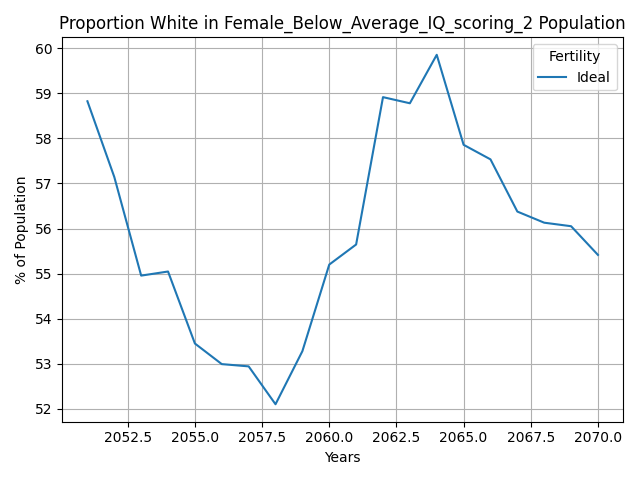 Proportion White in Female_Below_Average_IQ_scoring_2 Population
Fertility
Ideal
% of Population
60
59
58
57
56
55
54
53
52
2052.5 2055.0 2057.5 2060.0 2062.5 2065.0 2067.5 2070.0
Years